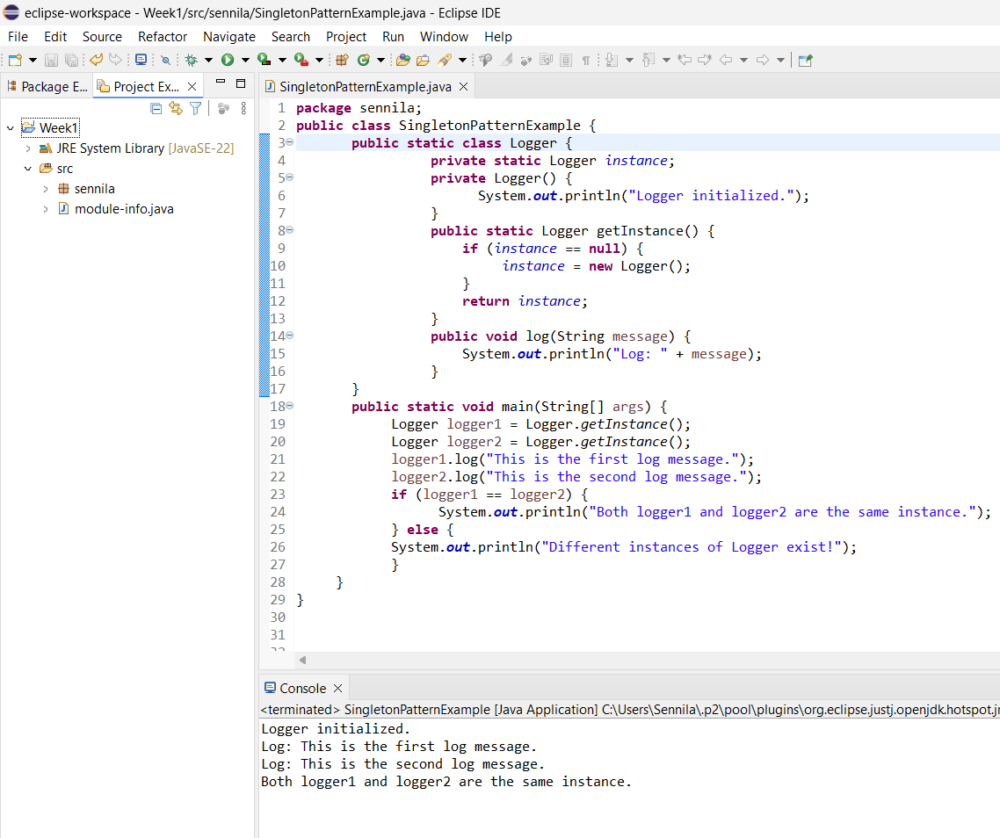 eclipse-workspace - Week1/src/sennila/SingletonPatternExample.java - Eclipse IDE
File Edit Source Refactor Navigate Search Project Run Window Help
Package E... Project Ex...
Week1
JRE System Library [JavaSE-22]
src
sennila
module-info.java
SingletonPatternExample.java
1 package sennila;
2 public class SingletonPatternExample {
3 public static class Logger {
4 private static Logger instance;
5 private Logger() {
6 System.out.println("Logger initialized.");
7 }
8 public static Logger getInstance() {
9 if (instance == null) {
10 instance = new Logger();
11 }
12 return instance;
13 }
14 public void log(String message) {
15 System.out.println("Log: " + message);
16 }
17 }
18 public static void main(String[] args) {
19 Logger logger1 = Logger.getInstance();
20 Logger logger2 = Logger.getInstance();
21 logger1.log("This is the first log message.");
22 logger2.log("This is the second log message.");
23 if (logger1 == logger2) {
24 System.out.println("Both logger1 and logger2 are the same instance.");
25 } else {
26 System.out.println("Different instances of Logger exist!");
27 }
28 }
29 }
30
31
Console
<terminated> SingletonPatternExample [Java Application] C:\Users\Sennila\.p2\pool\plugins\org.eclipse.justj.openjdk.hotspot.jr
Logger initialized.
Log: This is the first log message.
Log: This is the second log message.
Both logger1 and logger2 are the same instance.